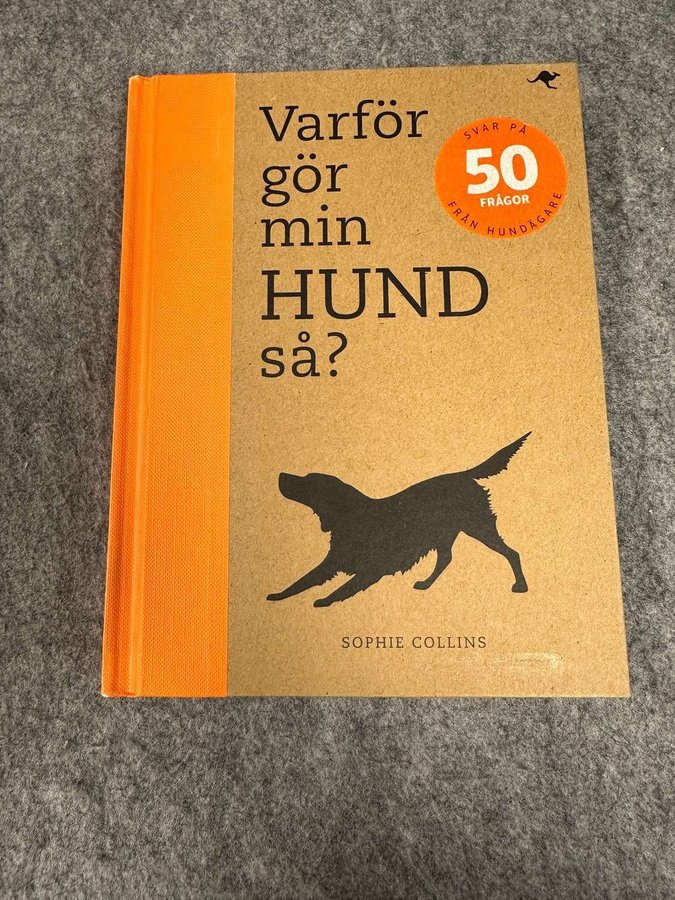 Varför
gör
min
HUND
så?
SVAR PÅ
50
FRÅGOR
FRÅN HUNDÄGARE
SOPHIE COLLINS